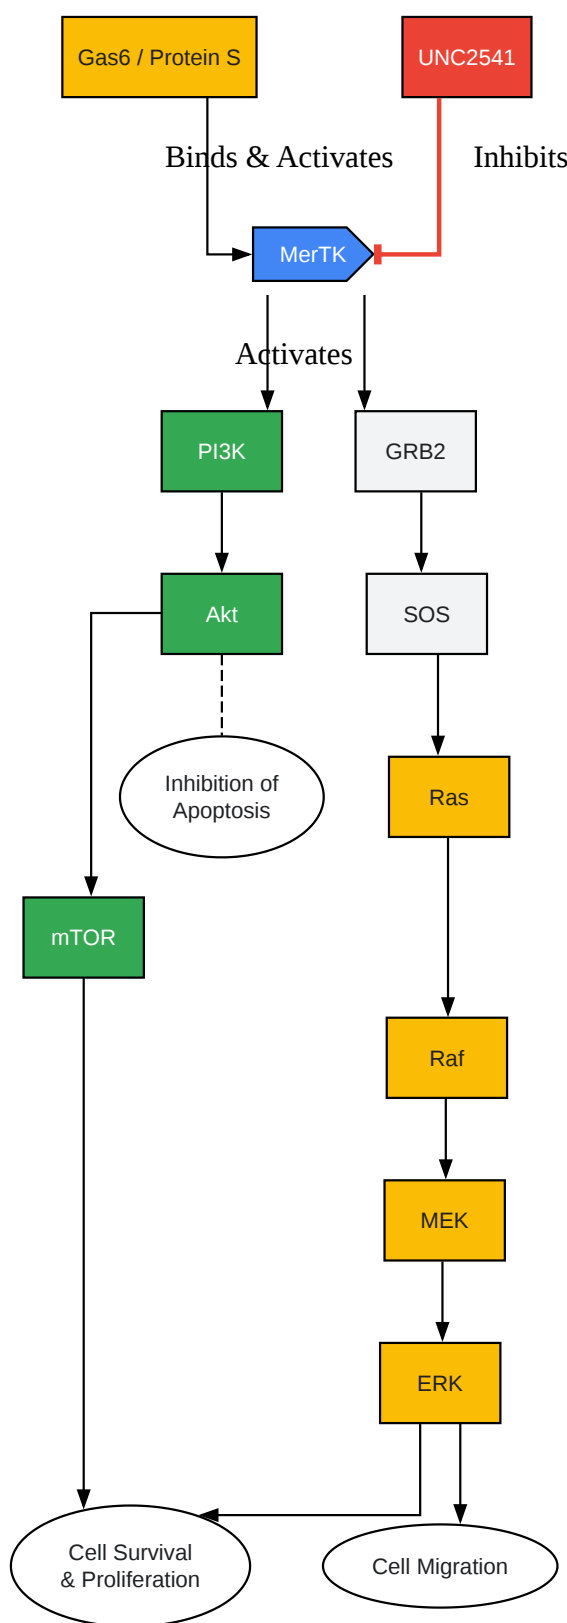 Gas6 / Protein S
UNC2541
Binds & Activates
Inhibits
MerTK
Activates
PI3K
GRB2
Akt
SOS
Inhibition of
Apoptosis
Ras
mTOR
Raf
MEK
ERK
Cell Survival
& Proliferation
Cell Migration